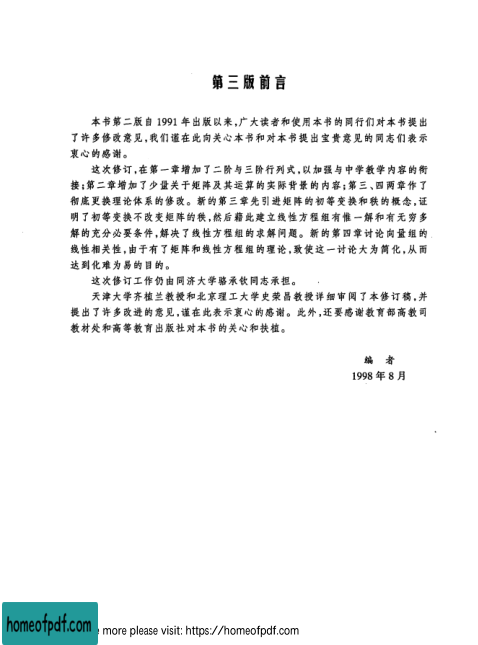 第三版前言
本书第二版自1991年出版以来,广大读者和使用本书的同行们对本书提出
了许多修改意见,我们谨在此向关心本书和对本书提出宝贵意见的同志们表示
衷心的感谢。
这次修订,在第一章增加了二阶与三阶行列式,以加强与中学教学内容的衔
接;第二章增加了少量关于矩阵及其运算的实际背景的内容;第三、四两章作了
彻底更换理论体系的修改。新的第三章先引进矩阵的初等变换和秩的概念,证
明了初等变换不改变矩阵的秩,然后藉此建立线性方程组有惟一解和有无穷多
解的充分必要条件,解决了线性方程组的求解问题。新的第四章讨论向量组的
线性相关性,由于有了矩阵和线性方程组的理论,致使这一讨论大为简化,从而
达到化难为易的目的。
这次修订工作仍由同济大学骆承钦同志承担。
天津大学齐植兰教授和北京理工大学史荣昌教授详细审阅了本修订稿,并
提出了许多改进的意见,谨在此表示衷心的感谢。此外,还要感谢教育部高教司
教材处和高等教育出版社对本书的关心和扶植。
编 者
1998年8月
homeofpdf.com
more please visit: https://homeofpdf.com